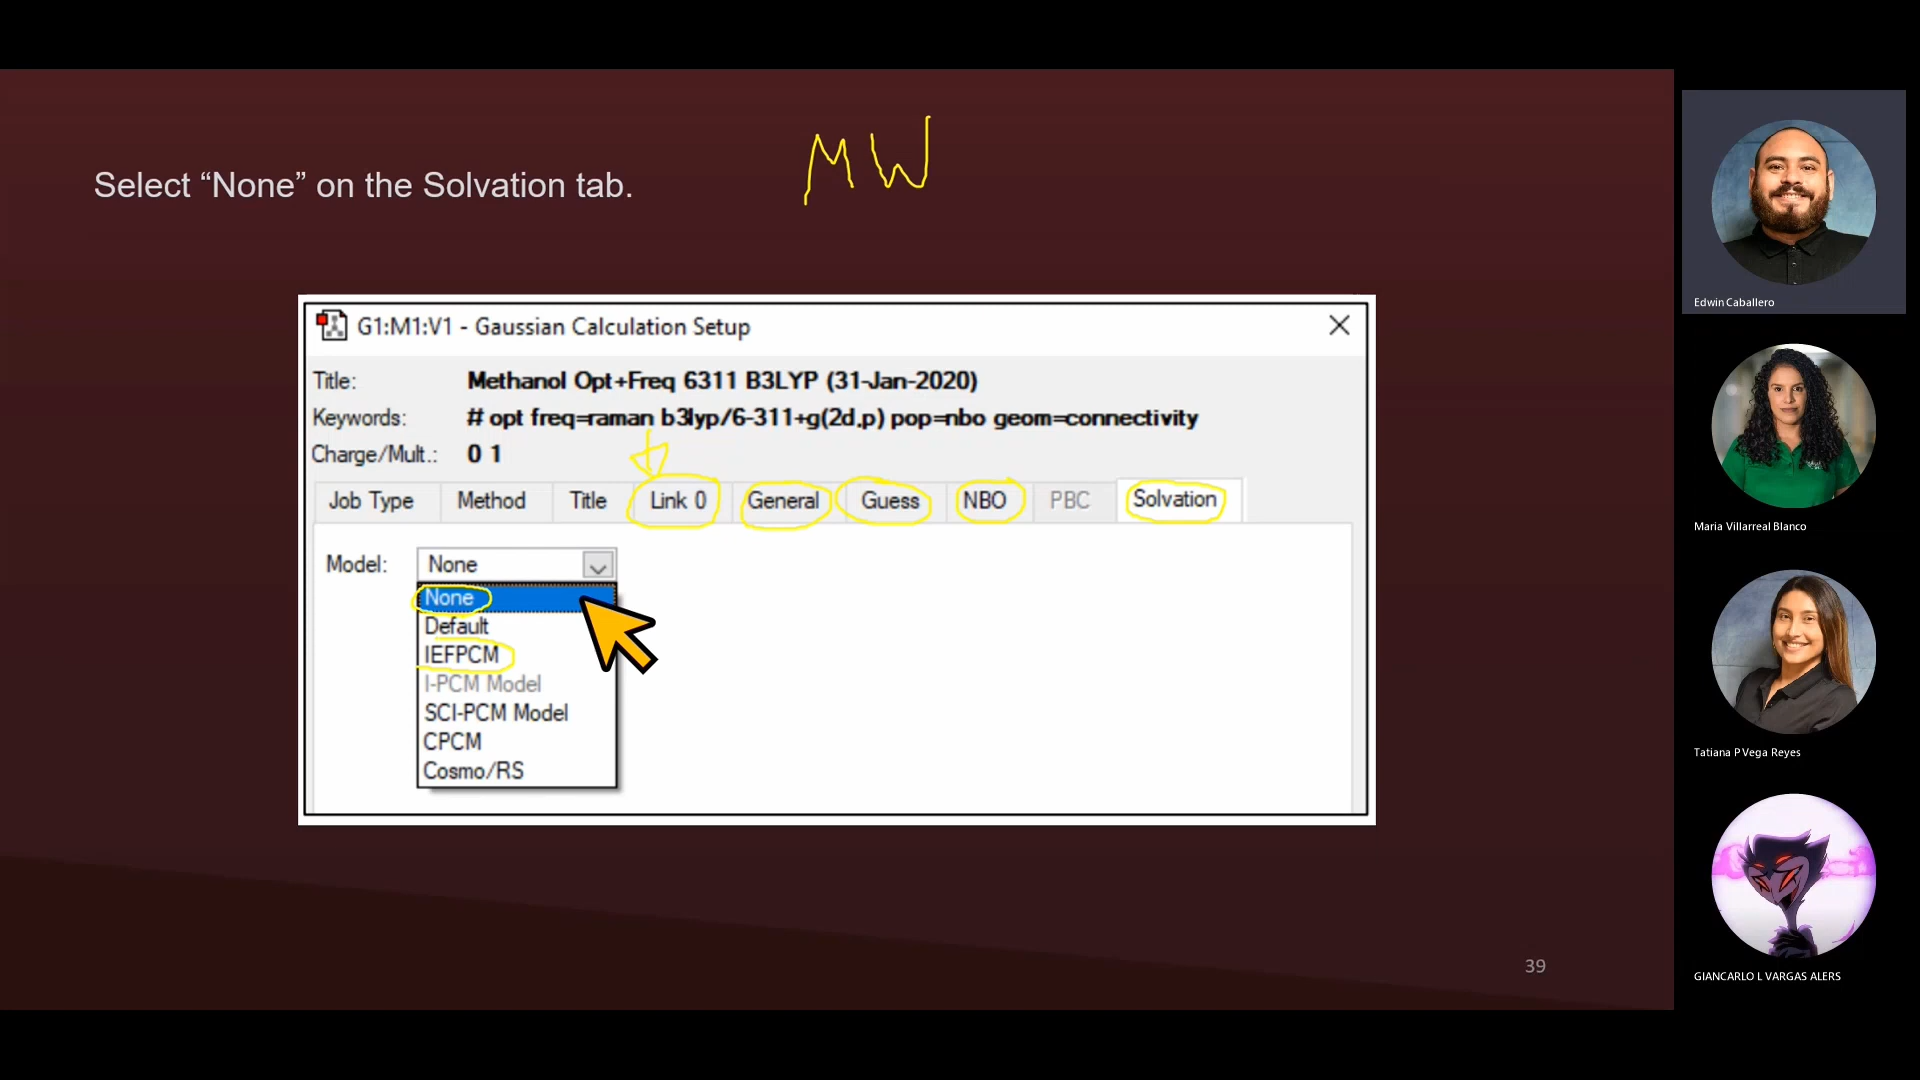 MW
Select “None” on the Solvation tab.
G1:M1:V1 - Gaussian Calculation Setup
Title: Methanol Opt+Freq 6311 B3LYP (31-Jan-2020)
Keywords: # opt freq=raman b3lyp/6-311+g(2d,p) pop=nbo geom=connectivity
Charge/Mult.: 0 1
Job Type Method Title Link 0 General Guess NBO PBC Solvation
Model: None
None
Default
IEFPCM
I-PCM Model
SCI-PCM Model
CPCM
Cosmo/RS
39
Edwin Caballero
Maria Villarreal Blanco
Tatiana P Vega Reyes
GIANCARLO L VARGAS ALERS